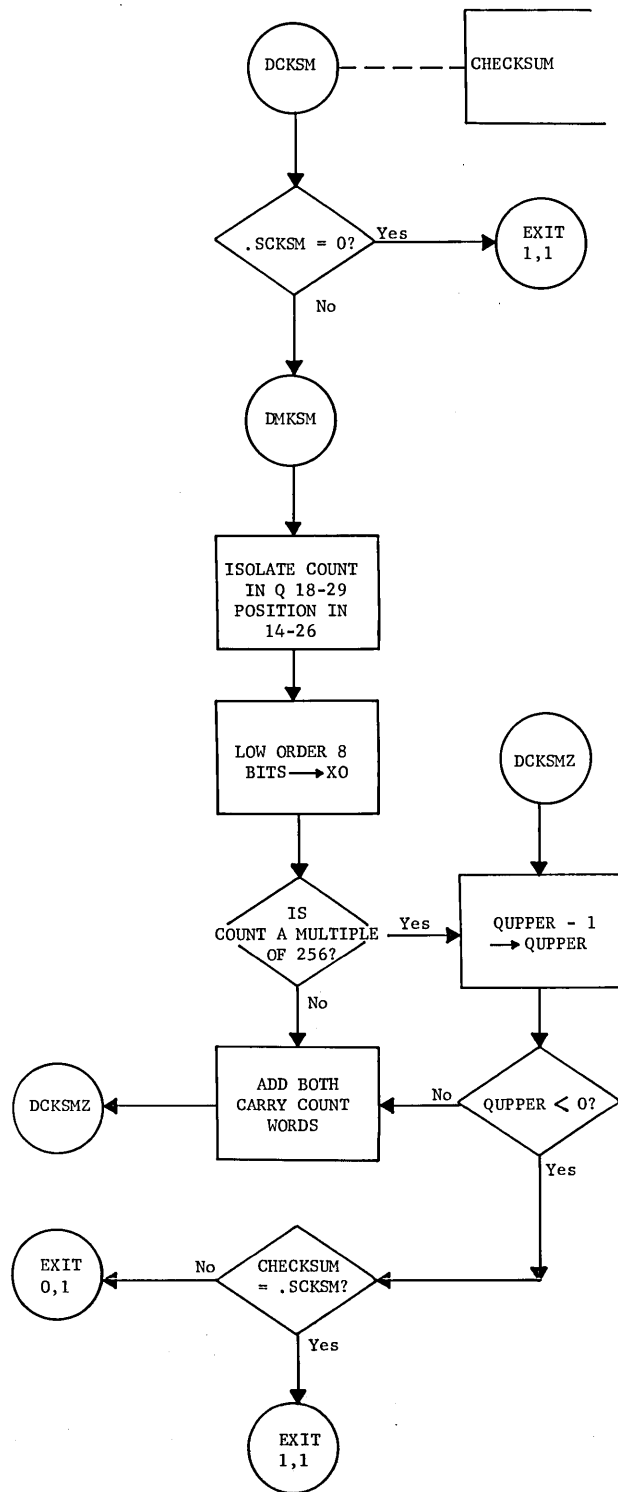 DCKSM
CHECKSUM
.SCKSM = 0?
Yes
EXIT
1,1
No
DMKSM
ISOLATE COUNT
IN Q 18-29
POSITION IN
14-26
LOW ORDER 8
BITS → XO
DCKSMZ
IS
COUNT A MULTIPLE
OF 256?
Yes
QUPPER - 1
→ QUPPER
No
ADD BOTH
CARRY COUNT
WORDS
DCKSMZ
No
QUPPER < 0?
Yes
EXIT
0,1
No
CHECKSUM
= .SCKSM?
Yes
EXIT
1,1